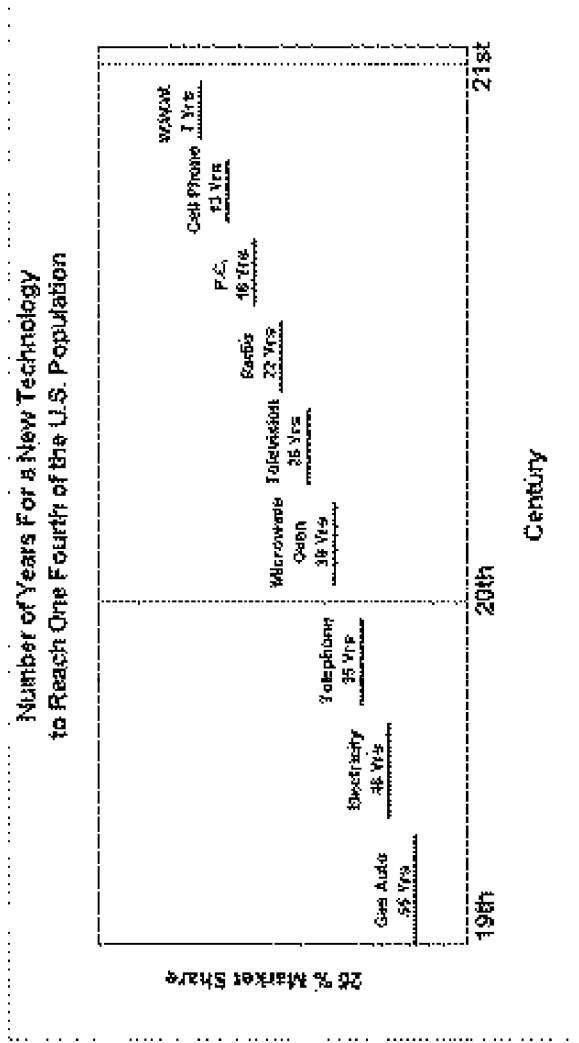 Number of Years For a New Technology
to Reach One Fourth of the U.S. Population
25 % Market Share
Gas Auto
55 Yrs
Electricity
46 Yrs
Telephone
35 Yrs
Microwave
Oven
30 Yrs
Television
26 Yrs
Radio
22 Yrs
P.C.
16 Yrs
Cell Phone
13 Yrs
7 Yrs
19th
20th
21st
Century